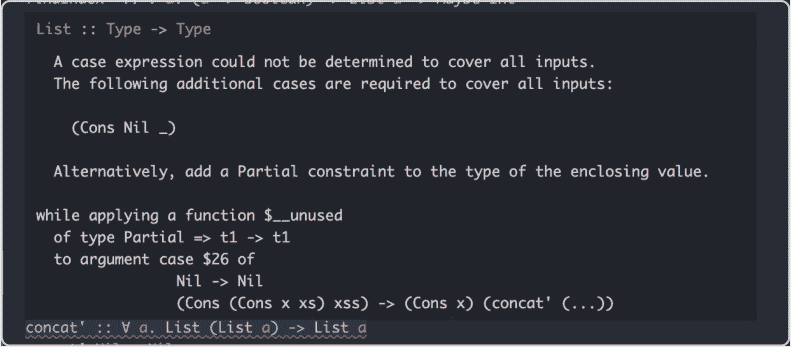 List :: Type -> Type
A case expression could not be determined to cover all inputs.
The following additional cases are required to cover all inputs:
(Cons Nil _)
Alternatively, add a Partial constraint to the type of the enclosing value.
while applying a function $__unused
of type Partial => t1 -> t1
to argument case $26 of
Nil -> Nil
(Cons (Cons x xs) xss) -> (Cons x) (concat' (...))
concat' :: ∀ a. List (List a) -> List a